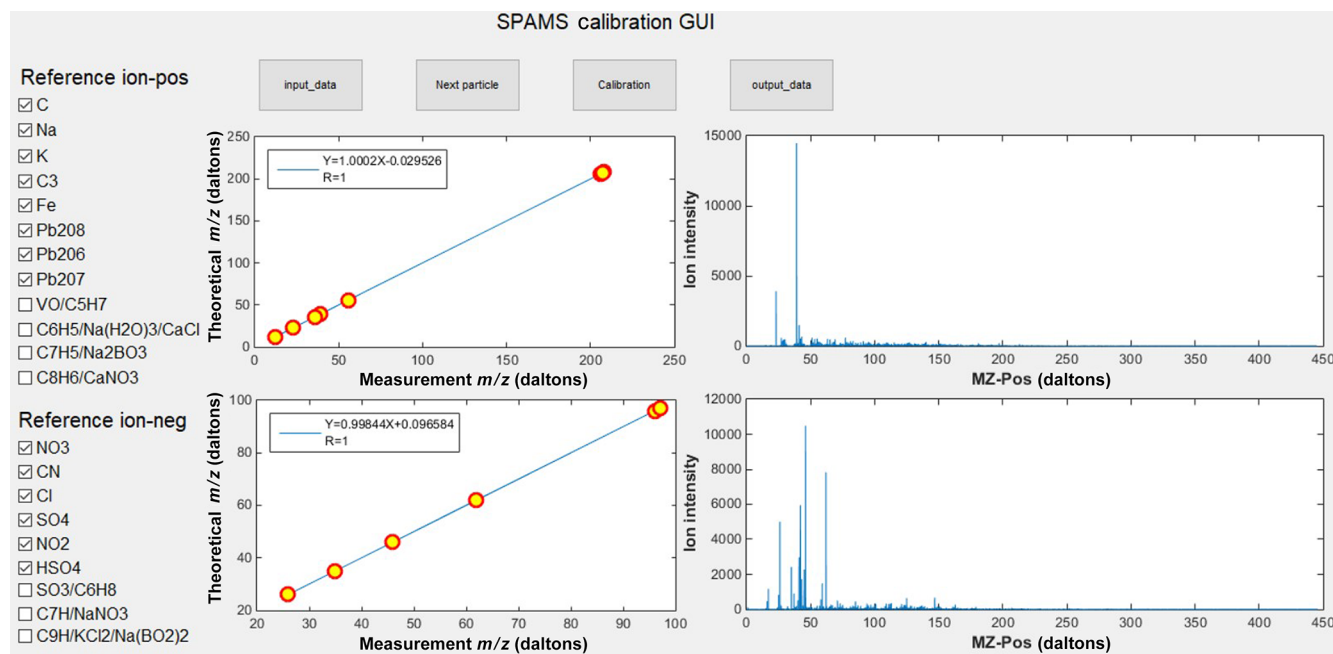 SPAMS calibration GUI
input_data
Next particle
Calibration
output_data
Reference ion-pos
C
Na
K
C3
Fe
Pb208
Pb206
Pb207
VO/C5H7
C6H5/Na(H2O)3/CaCl
C7H5/Na2BO3
C8H6/CaNO3
Reference ion-neg
NO3
CN
Cl
SO4
NO2
HSO4
SO3/C6H8
C7H/NaNO3
C9H/KCl2/Na(BO2)2
Theoretical m/z (daltons)
250
200
150
100
50
0
Y=1.0002X-0.029526
R=1
0 50 100 150 200 250
Measurement m/z (daltons)
Ion intensity
15000
10000
5000
0
0 50 100 150 200 250 300 350 400 450
MZ-Pos (daltons)
Theoretical m/z (daltons)
100
80
60
40
20
Y=0.99844X+0.096584
R=1
20 30 40 50 60 70 80 90 100
Measurement m/z (daltons)
Ion intensity
12000
10000
8000
6000
4000
2000
0
0 50 100 150 200 250 300 350 400 450
MZ-Pos (daltons)